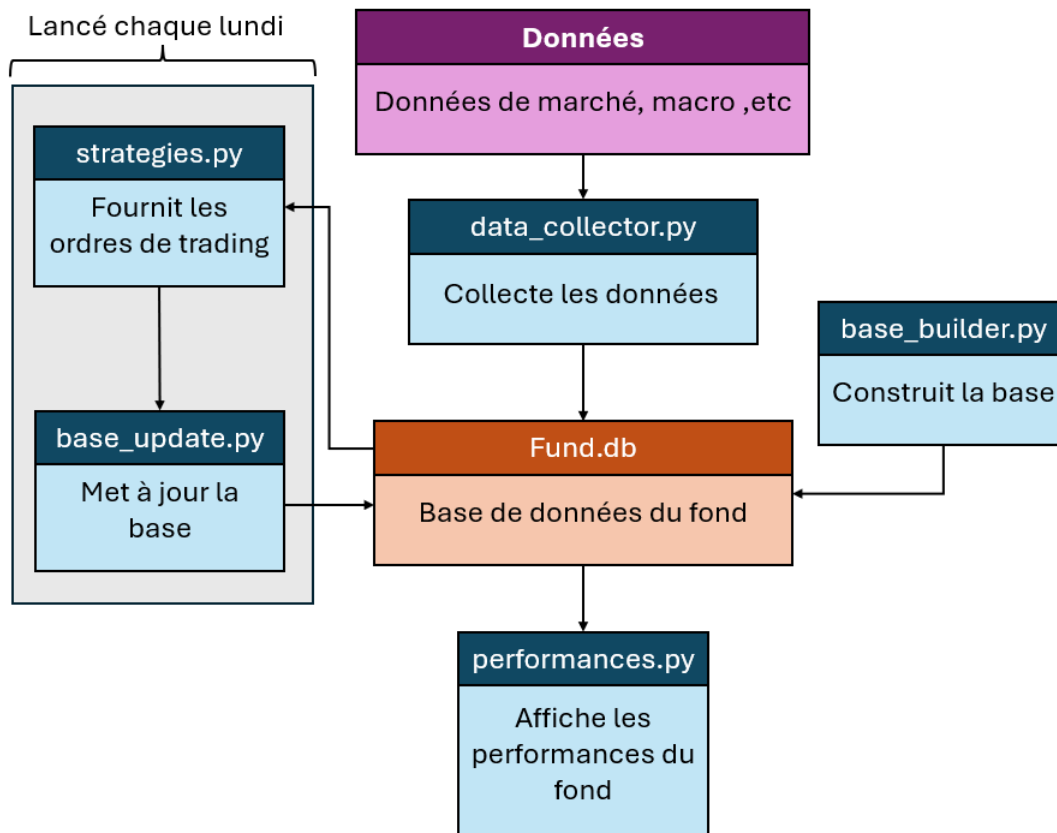 Lancé chaque lundi
Données
Données de marché, macro ,etc
strategies.py
Fournit les
ordres de trading
data_collector.py
Collecte les données
base_builder.py
Construit la base
base_update.py
Met à jour la
base
Fund.db
Base de données du fond
performances.py
Affiche les
performances du
fond